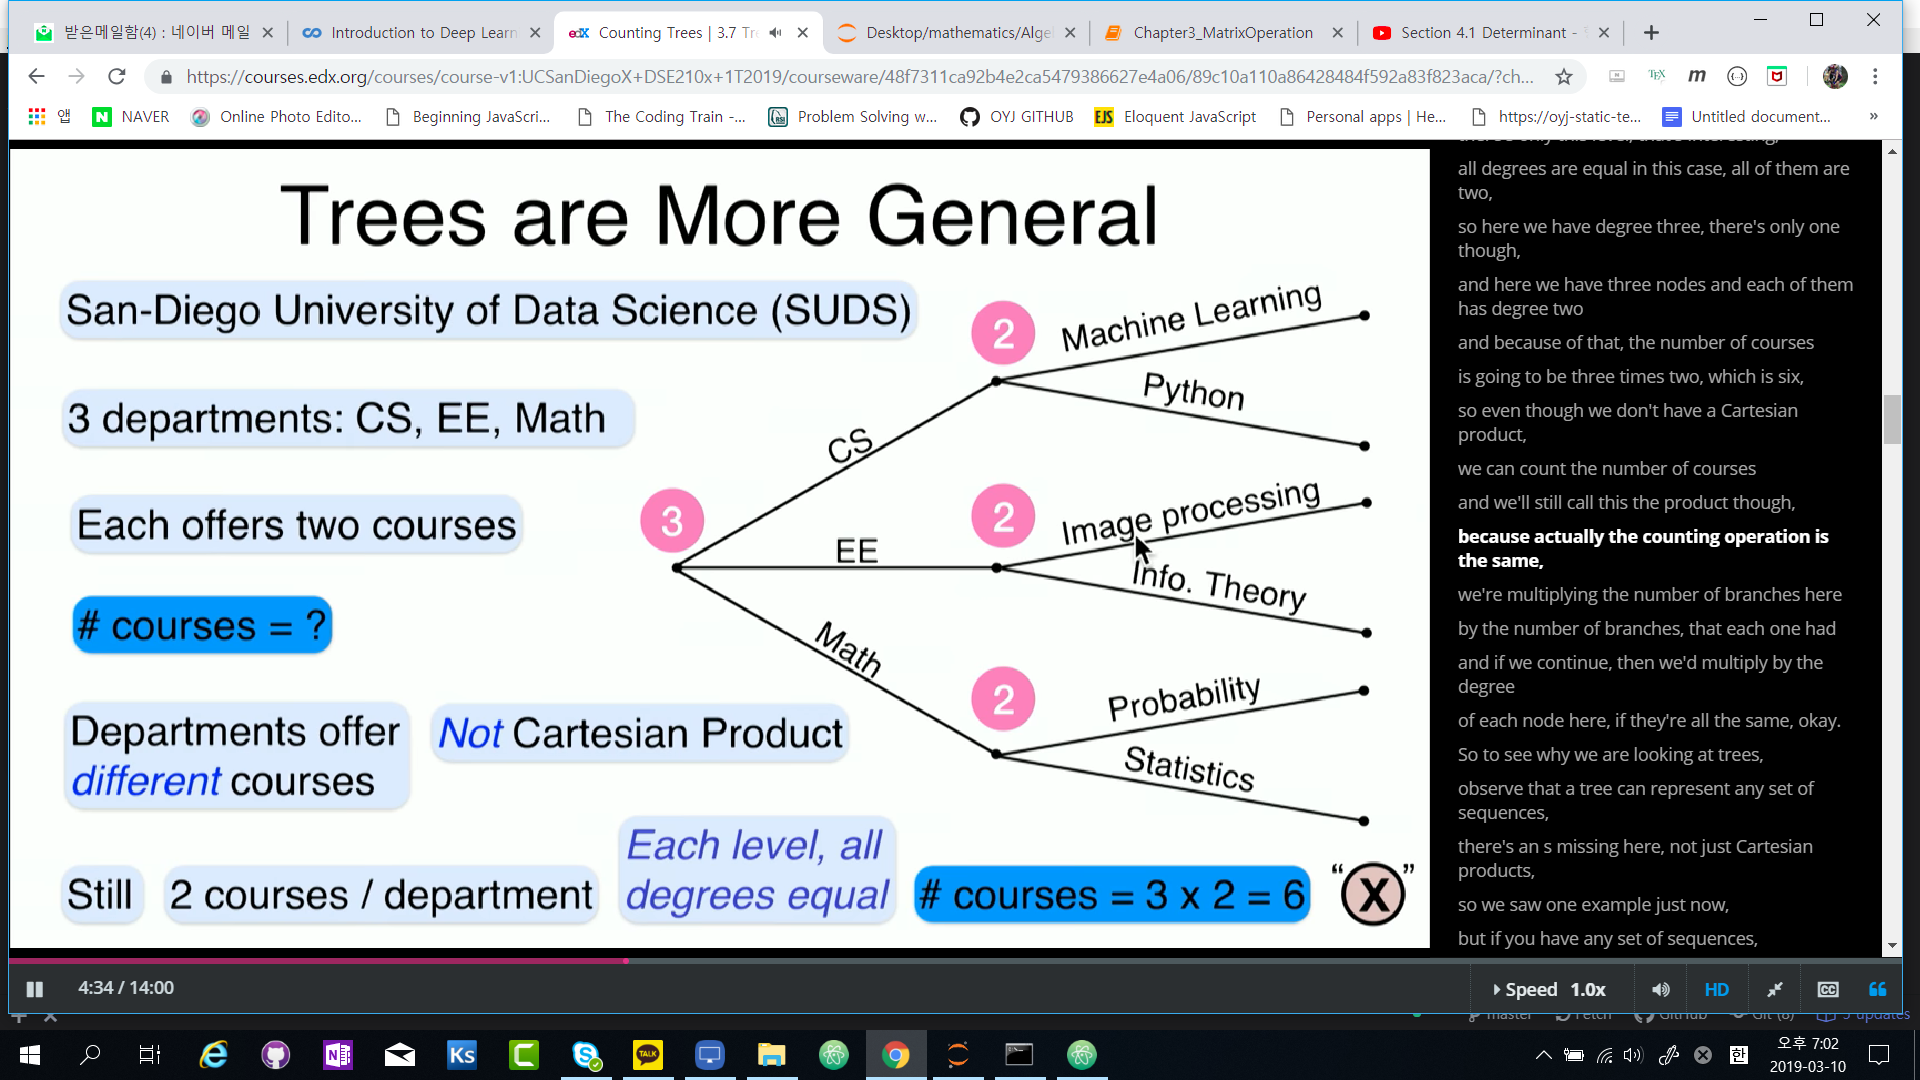 받은메일함(4) : 네이버 메일
Introduction to Deep Learn
edX Counting Trees | 3.7 Tr
Desktop/mathematics/Alge
Chapter3_MatrixOperation
Section 4.1 Determinant -
https://courses.edx.org/courses/course-v1:UCSanDiegoX+DSE210x+1T2019/courseware/48f7311ca92b4e2ca5479386627e4a06/89c10a110a86428484f592a83f823aca/?ch...
앱
NAVER
Online Photo Edito...
Beginning JavaScri...
The Coding Train -...
Problem Solving w...
OYJ GITHUB
EJS Eloquent JavaScript
Personal apps | He...
https://oyj-static-te...
Untitled document...
»
Trees are More General
San-Diego University of Data Science (SUDS)
3 departments: CS, EE, Math
Each offers two courses
# courses = ?
Departments offer
different courses
Not Cartesian Product
Still
2 courses / department
Each level, all
degrees equal
# courses = 3 x 2 = 6
“X”
3
CS
EE
Math
2
Machine Learning
Python
2
Image processing
Info. Theory
2
Probability
Statistics
all degrees are equal in this case, all of them are
two,
so here we have degree three, there's only one
though,
and here we have three nodes and each of them
has degree two
and because of that, the number of courses
is going to be three times two, which is six,
so even though we don't have a Cartesian
product,
we can count the number of courses
and we'll still call this the product though,
because actually the counting operation is
the same,
we're multiplying the number of branches here
by the number of branches, that each one had
and if we continue, then we'd multiply by the
degree
of each node here, if they're all the same, okay.
So to see why we are looking at trees,
observe that a tree can represent any set of
sequences,
there's an s missing here, not just Cartesian
products,
so we saw one example just now,
but if you have any set of sequences,
4:34 / 14:00
Speed 1.0x
HD
CC
master
Fetch
GitHub
Git (8)
5 updates
N
Ks
C
TALK
한
오후 7:02
2019-03-10